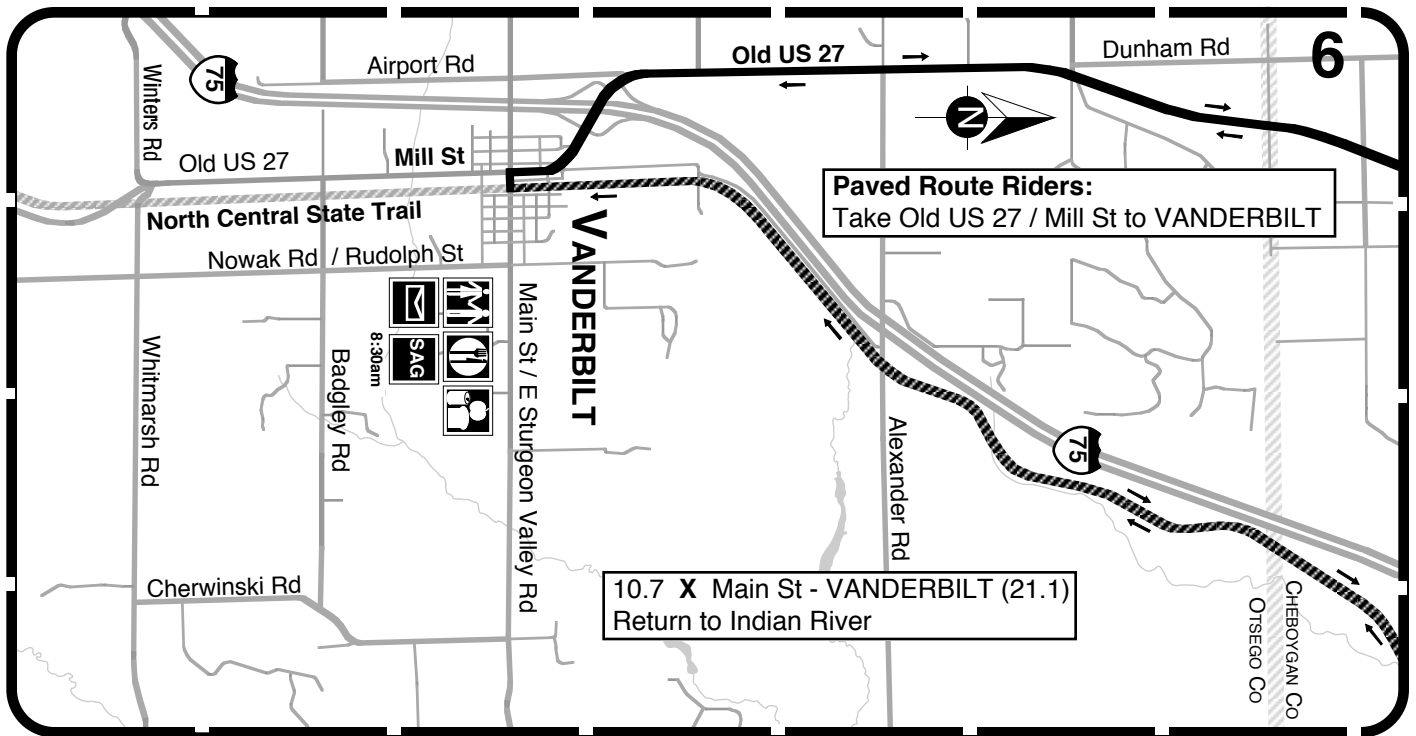 6
Dunham Rd
Old US 27
Airport Rd
75
Winters Rd
N
Mill St
Old US 27
Paved Route Riders:
Take Old US 27 / Mill St to VANDERBILT
North Central State Trail
VANDERBILT
Nowak Rd / Rudolph St
Main St / E Sturgeon Valley Rd
SAG
8:30am
Badgley Rd
Whitmarsh Rd
Alexander Rd
75
Cherwinski Rd
10.7 X Main St - VANDERBILT (21.1)
Return to Indian River
CHEBOYGAN CO
OTSEGO CO